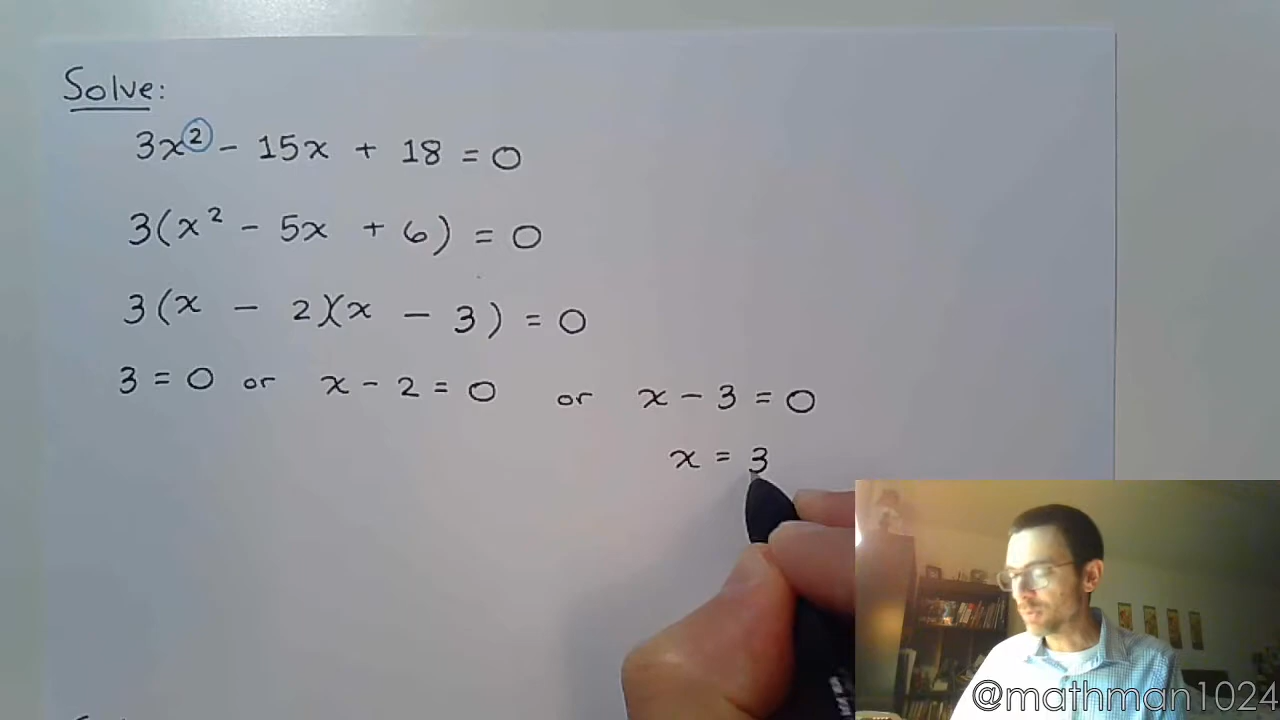 Solve:
3x² - 15x + 18 = 0
3(x² - 5x + 6) = 0
3(x - 2)(x - 3) = 0
3 = 0 or x - 2 = 0 or x - 3 = 0
x = 3
@mathman1024